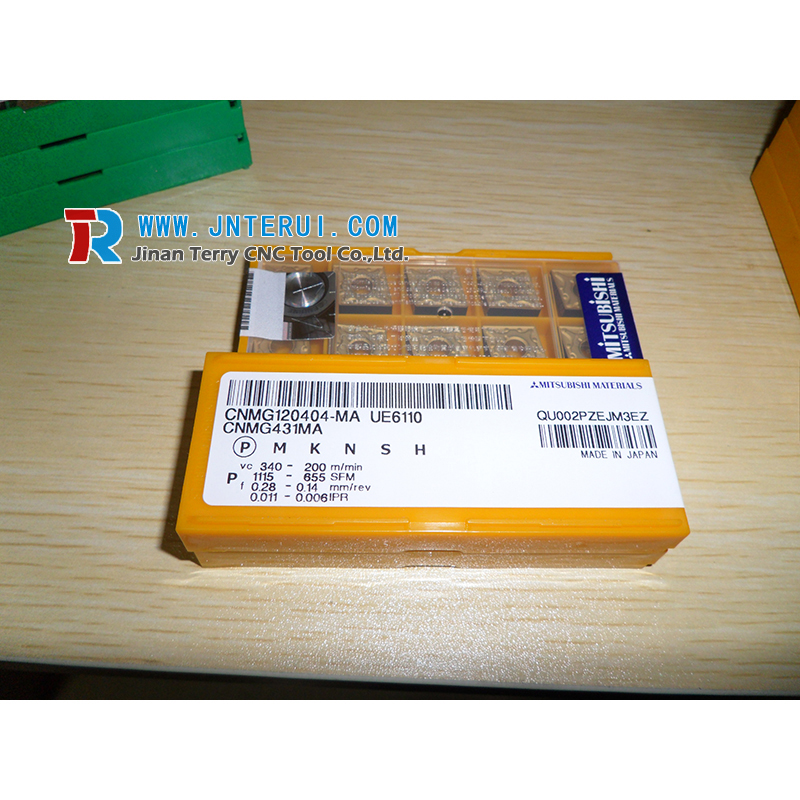 TR
WWW.JNTERUI.COM
Jinan Terry CNC Tool Co.,Ltd.
MITSUBISHI
MITSUBISHI MATERIALS
MITSUBISHI MATERIALS
CNMG120404-MA UE6110
CNMG431MA
QU002PZEJM3EZ
MADE IN JAPAN
P M K N S H
P
vc 340 - 200 m/min
1115 - 655 SFM
f 0.28 - 0.14 mm/rev
0.011 - 0.006IPR